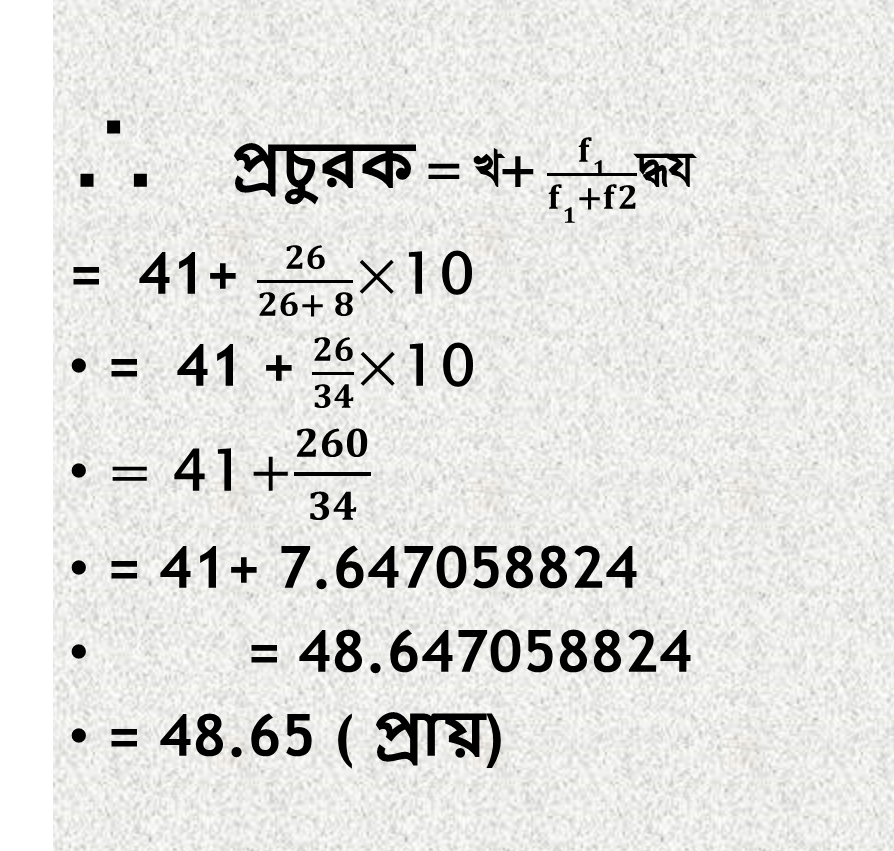 ∴ প্রচুরক = খ+ f₁/f₁+f2 দ্ধয
= 41+ 26/26+ 8 ×10
• = 41 + 26/34 ×10
• = 41+ 260/34
• = 41+ 7.647058824
• = 48.647058824
• = 48.65 ( প্রায়)